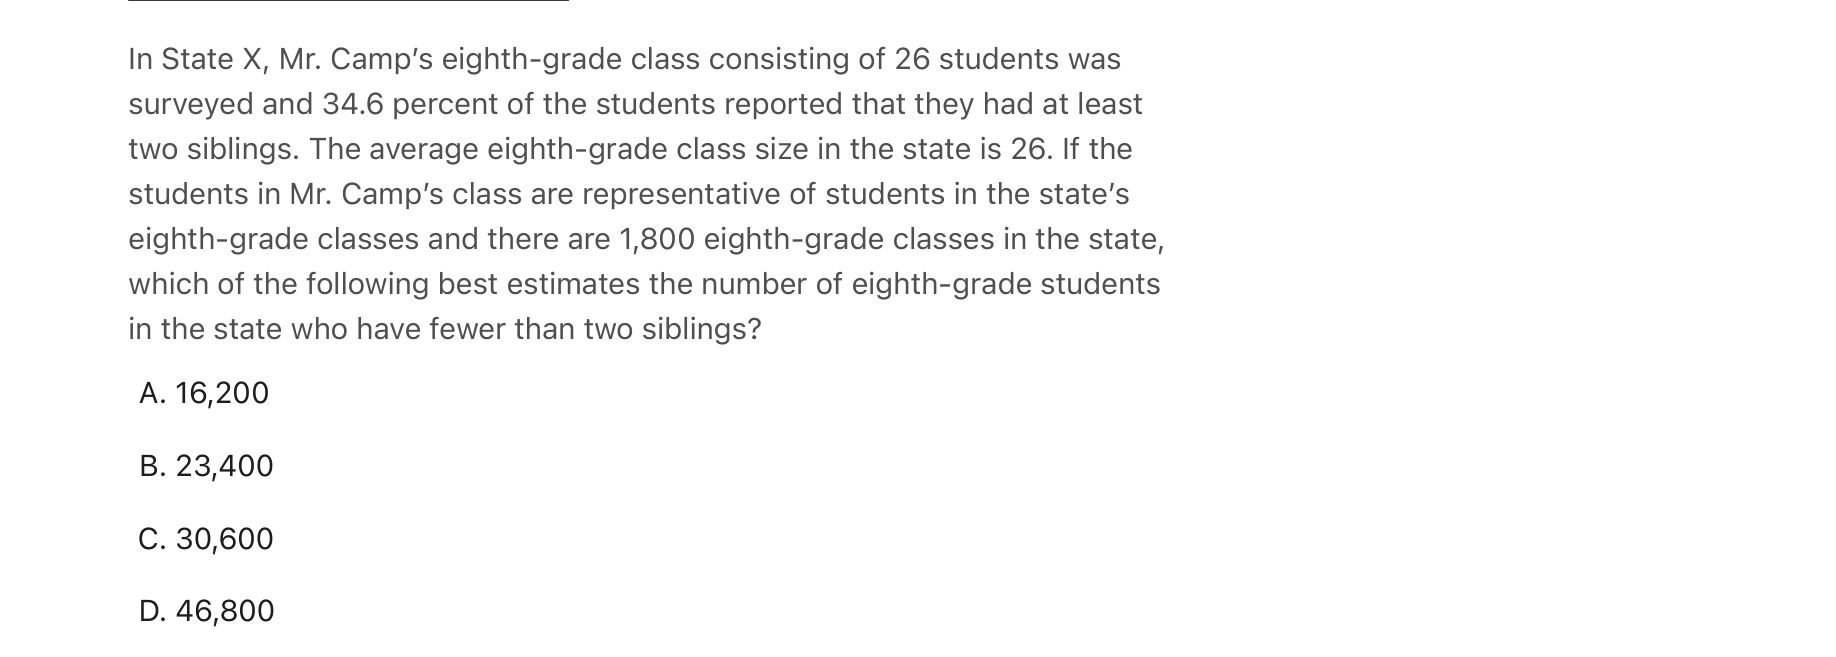 In State X, Mr. Camp’s eighth-grade class consisting of 26 students was
surveyed and 34.6 percent of the students reported that they had at least
two siblings. The average eighth-grade class size in the state is 26. If the
students in Mr. Camp’s class are representative of students in the state’s
eighth-grade classes and there are 1,800 eighth-grade classes in the state,
which of the following best estimates the number of eighth-grade students
in the state who have fewer than two siblings?
A. 16,200
B. 23,400
C. 30,600
D. 46,800